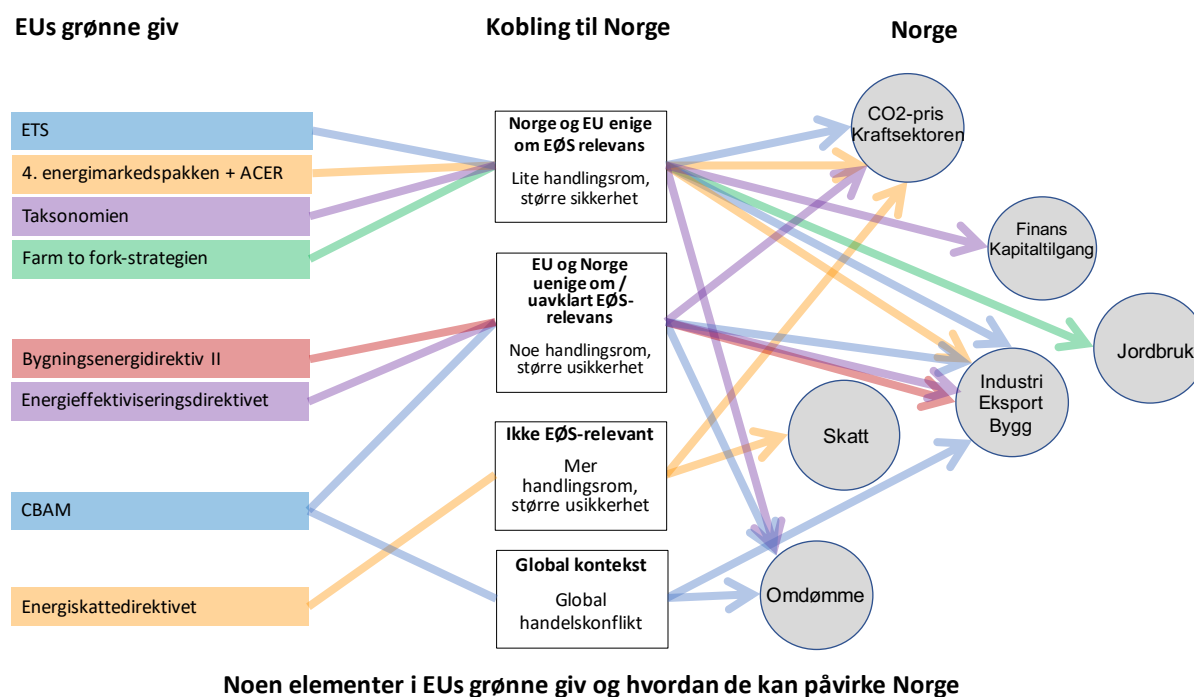 EUs grønne giv
Kobling til Norge
Norge
ETS
4. energimarkedspakken + ACER
Taksonomien
Farm to fork-strategien
Bygningsenergidirektiv II
Energieffektiviseringsdirektivet
CBAM
Energiskattedirektivet
Norge og EU enige
om EØS relevans
Lite handlingsrom,
større sikkerhet
EU og Norge
uenige om /
uavklart EØS-
relevans
Noe handlingsrom,
større usikkerhet
Ikke EØS-relevant
Mer
handlingsrom,
større usikkerhet
Global kontekst
Global
handelskonflikt
CO2-pris
Kraftsektoren
Finans
Kapitaltilgang
Jordbruk
Industri
Eksport
Bygg
Skatt
Omdømme
Noen elementer i EUs grønne giv og hvordan de kan påvirke Norge